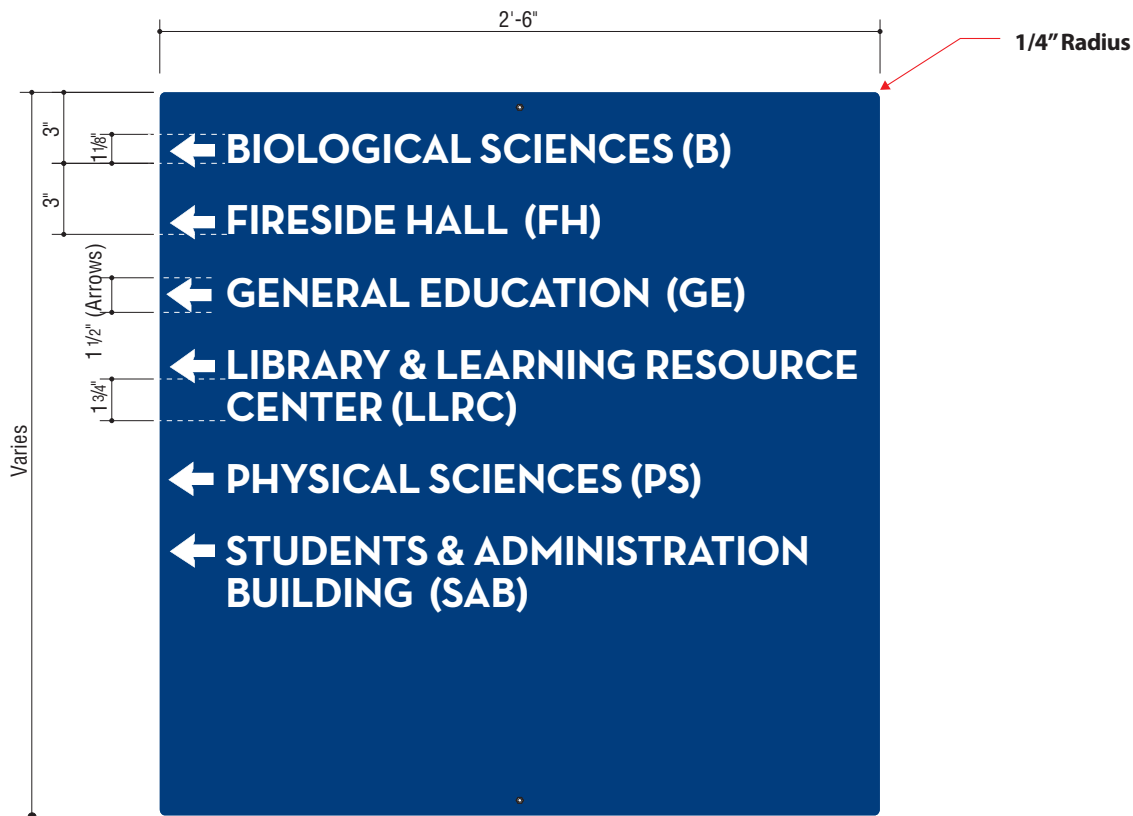 2'-6"
1/4” Radius
3"
1 1/8"
BIOLOGICAL SCIENCES (B)
3"
FIRESIDE HALL (FH)
1 1/2" (Arrows)
GENERAL EDUCATION (GE)
1 3/4"
LIBRARY & LEARNING RESOURCE
CENTER (LLRC)
Varies
PHYSICAL SCIENCES (PS)
STUDENTS & ADMINISTRATION
BUILDING (SAB)